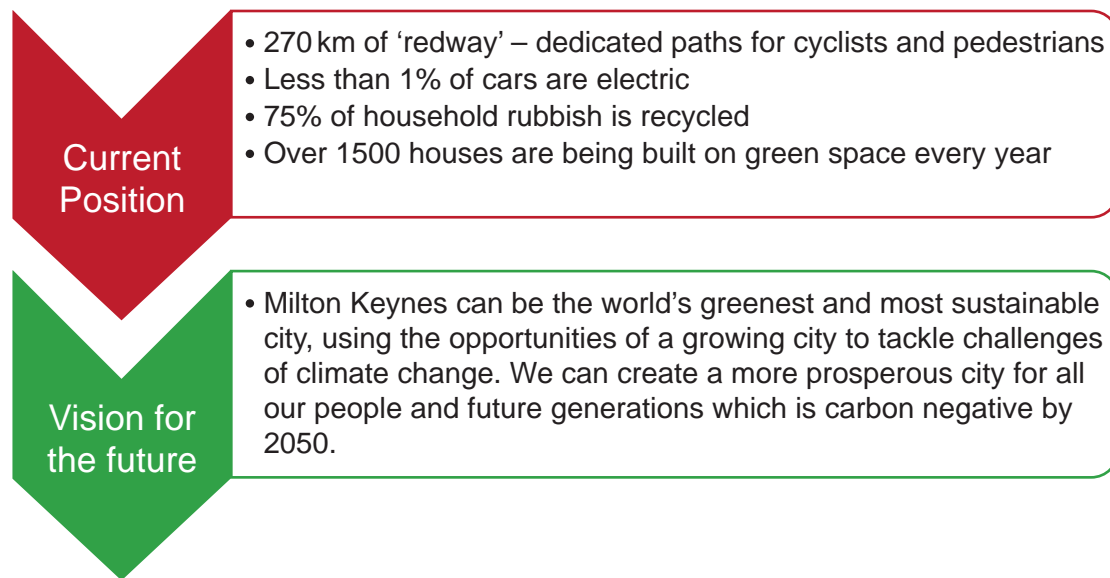 Current
Position
• 270 km of ‘redway’ – dedicated paths for cyclists and pedestrians
• Less than 1% of cars are electric
• 75% of household rubbish is recycled
• Over 1500 houses are being built on green space every year
Vision for
the future
• Milton Keynes can be the world’s greenest and most sustainable
city, using the opportunities of a growing city to tackle challenges
of climate change. We can create a more prosperous city for all
our people and future generations which is carbon negative by
2050.